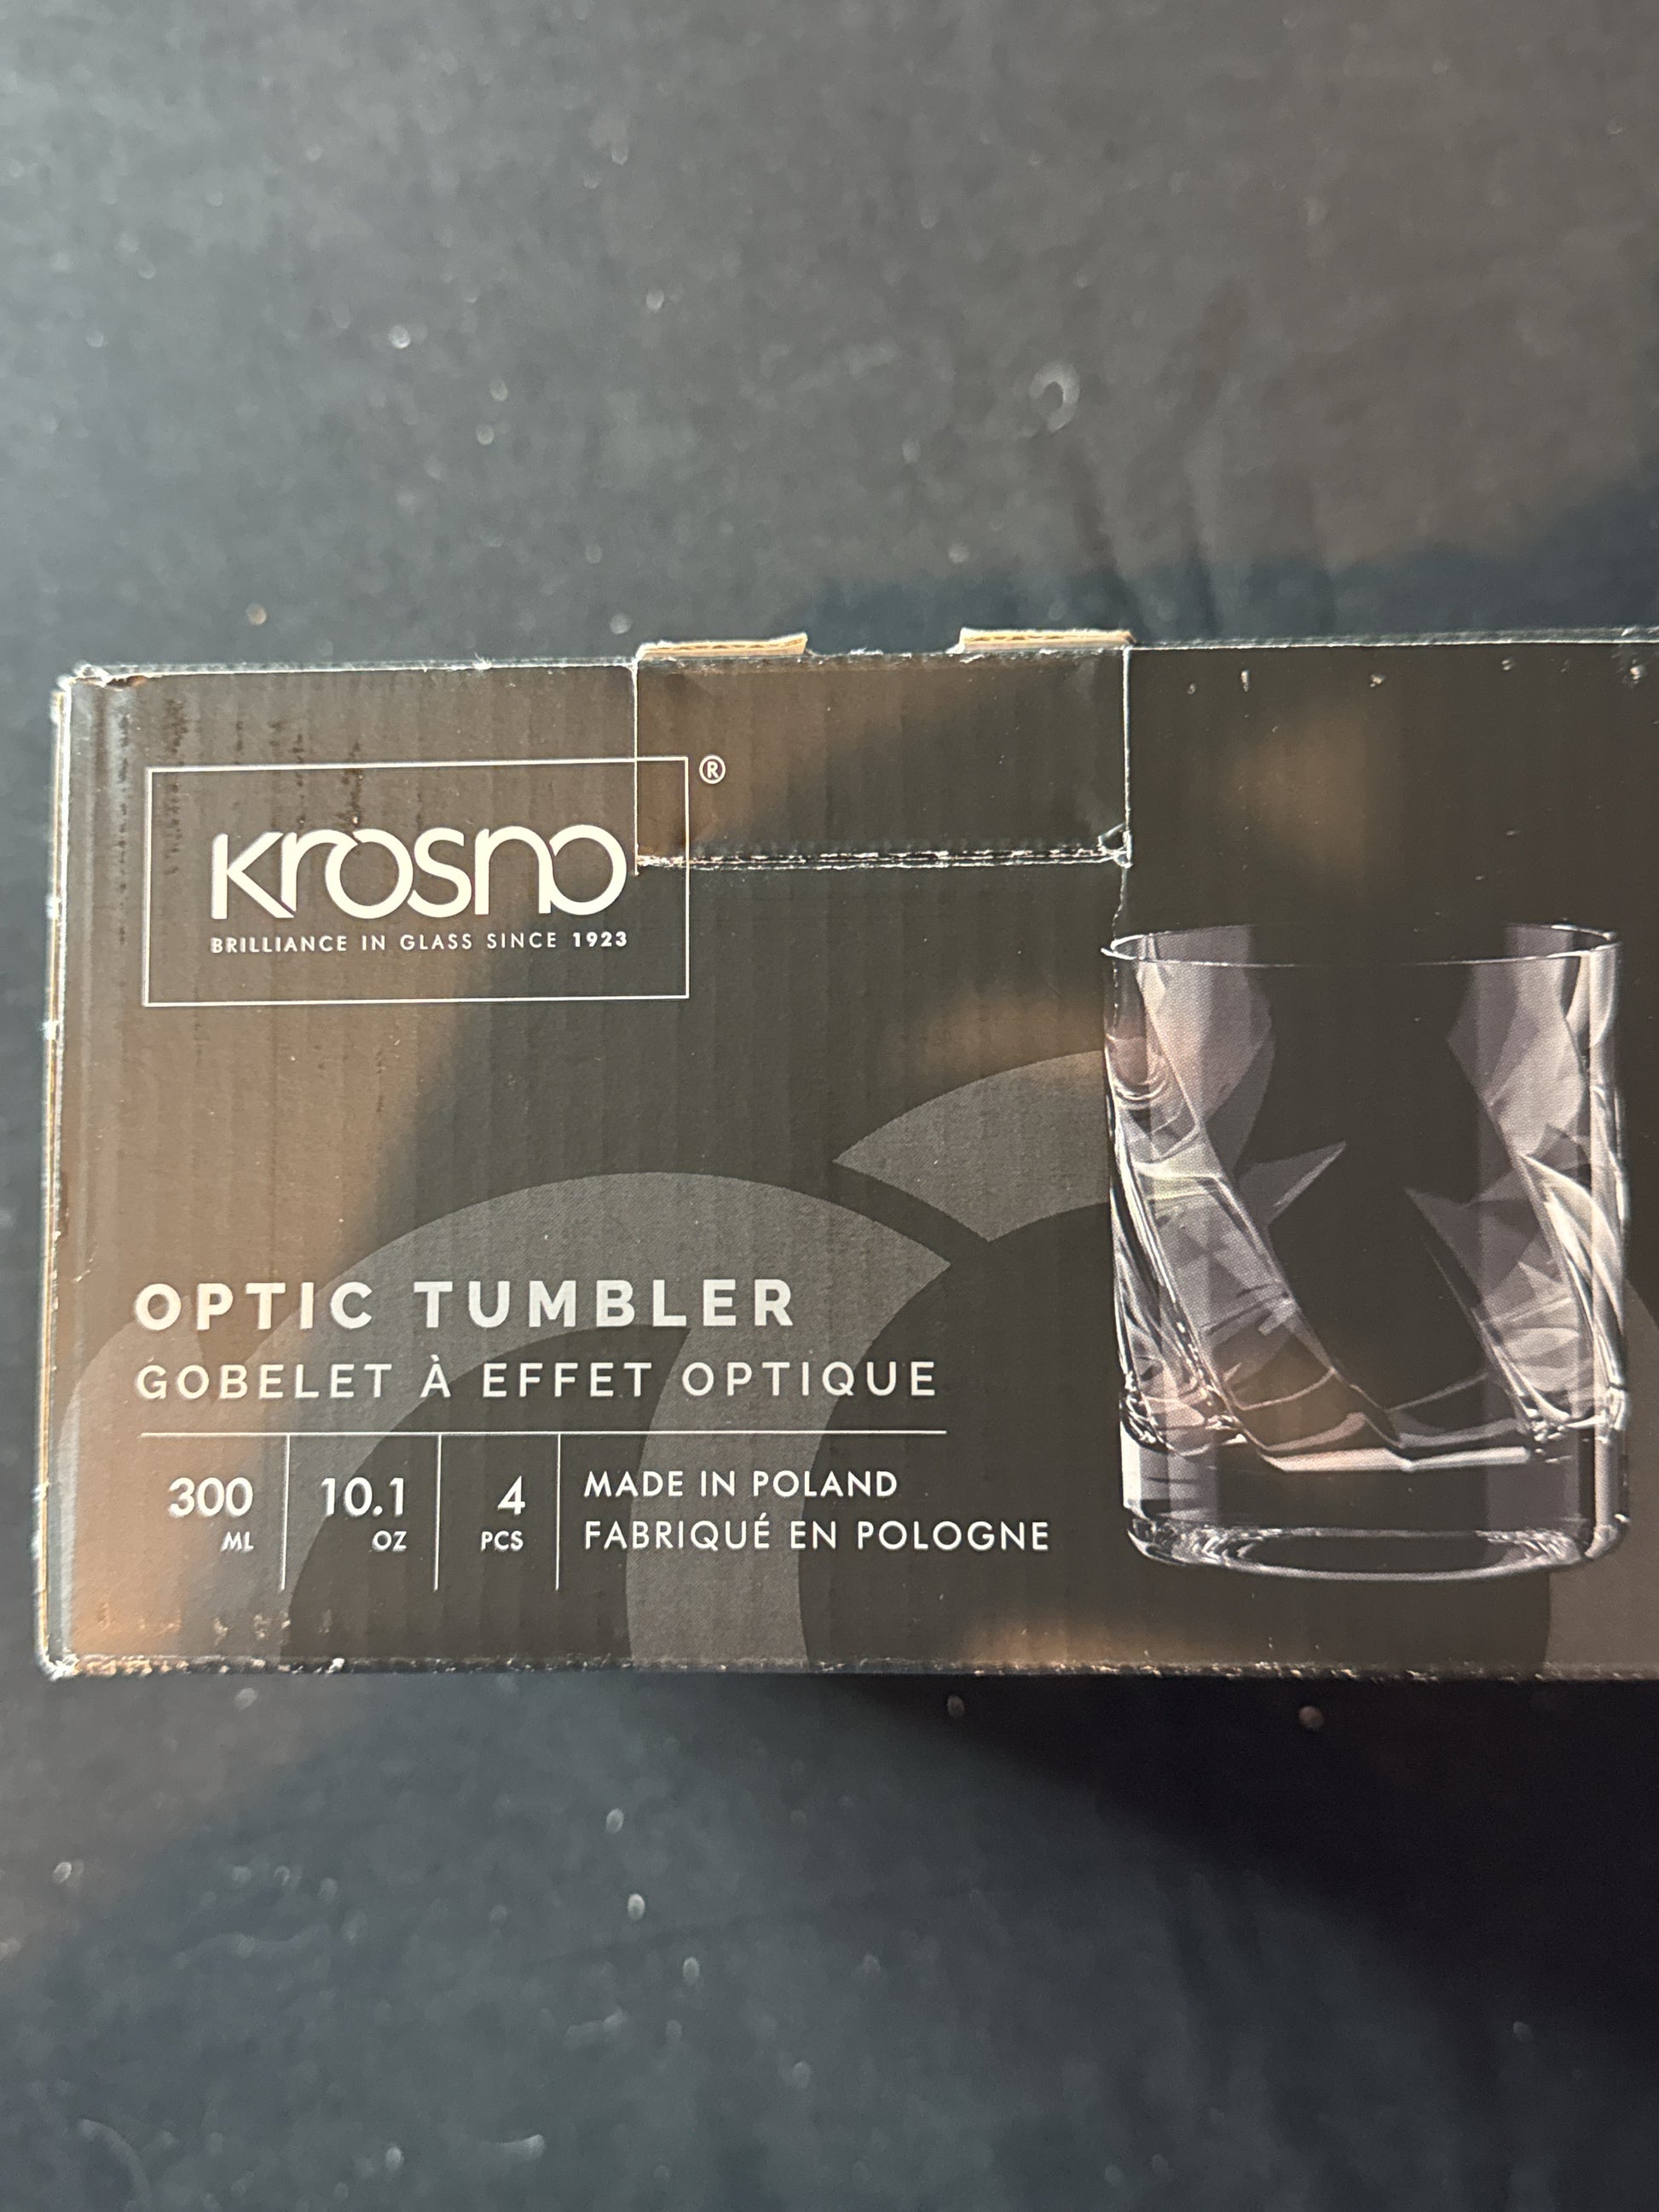 krosno ®
BRILLIANCE IN GLASS SINCE 1923
OPTIC TUMBLER
GOBELET À EFFET OPTIQUE
300 ML
10.1 OZ
4 PCS
MADE IN POLAND
FABRIQUÉ EN POLOGNE